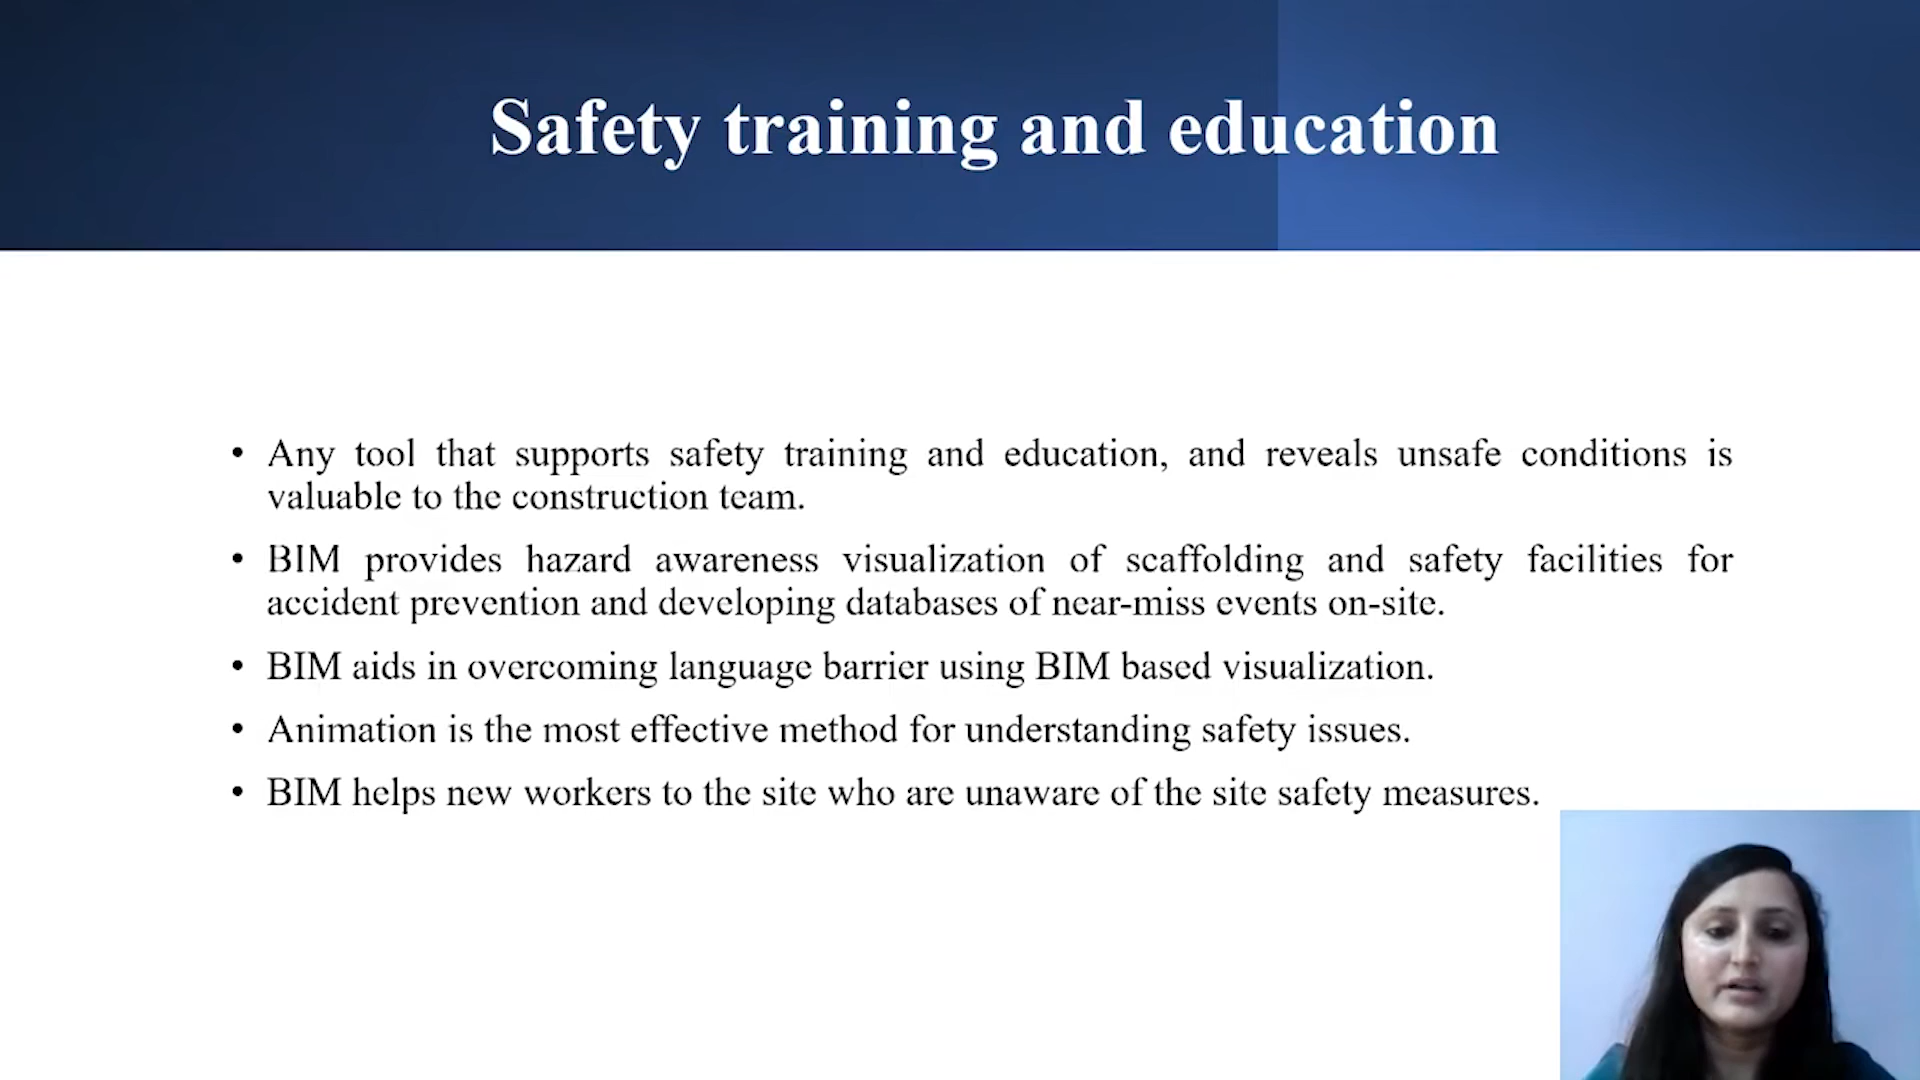 Safety training and education
• Any tool that supports safety training and education, and reveals unsafe conditions is
valuable to the construction team.
• BIM provides hazard awareness visualization of scaffolding and safety facilities for
accident prevention and developing databases of near-miss events on-site.
• BIM aids in overcoming language barrier using BIM based visualization.
• Animation is the most effective method for understanding safety issues.
• BIM helps new workers to the site who are unaware of the site safety measures.